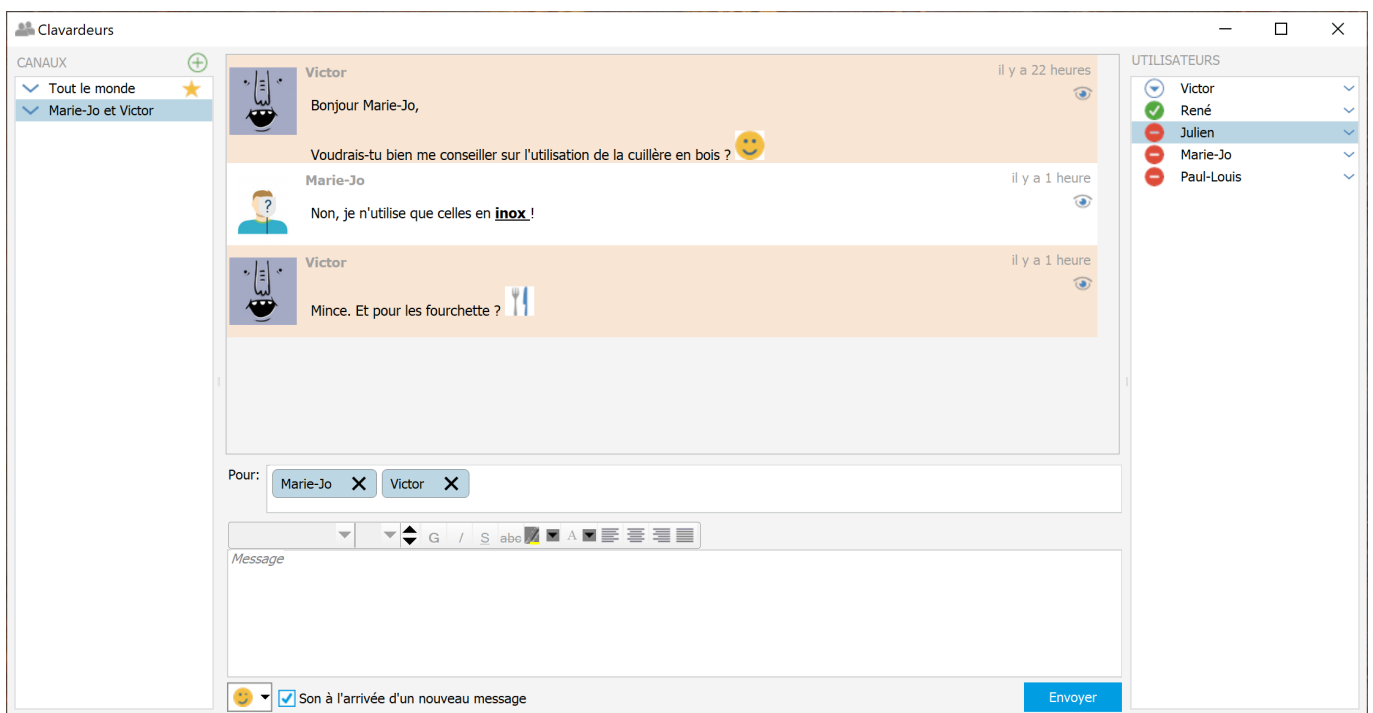 Clavardeurs
CANAUX
Tout le monde
Marie-Jo et Victor
Victor
il y a 22 heures
Bonjour Marie-Jo,
Voudrais-tu bien me conseiller sur l'utilisation de la cuillère en bois ?
Marie-Jo
il y a 1 heure
?
Non, je n'utilise que celles en inox !
Victor
il y a 1 heure
Mince. Et pour les fourchette ?
Pour:
Marie-Jo
Victor
G I S abc A
Message
Son à l'arrivée d'un nouveau message
Envoyer
UTILISATEURS
Victor
René
Julien
Marie-Jo
Paul-Louis